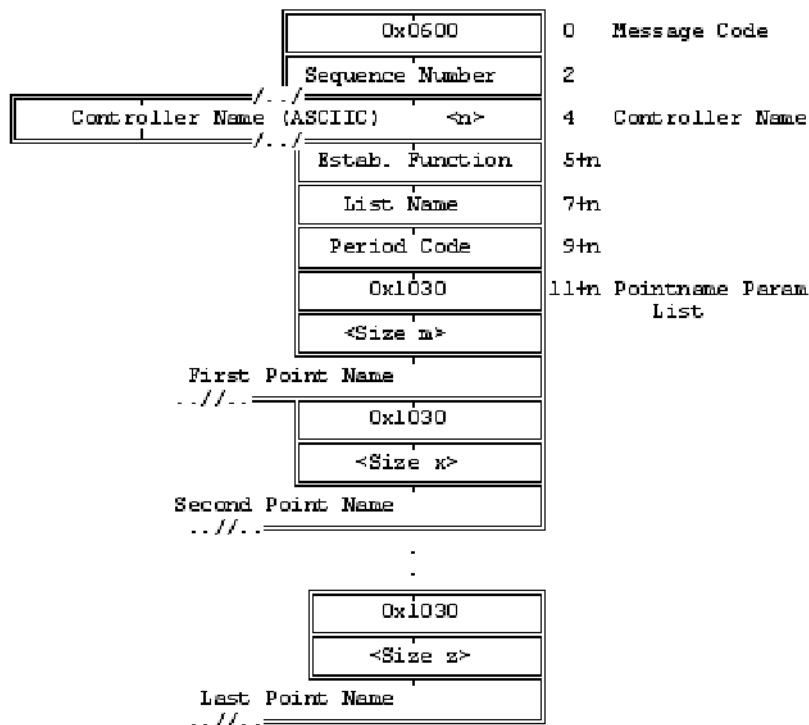 0x0600 0 Message Code
Sequence Number 2
/../
Controller Name (ASCIIC) <n> 4 Controller Name
/../
Estab. Function 5+n
List Name 7+n
Period Code 9+n
0x1030 11+n Pointname Param
List
<Size m>
First Point Name
..//..
0x1030
<Size x>
Second Point Name
..//..
.
.
0x1030
<Size z>
Last Point Name
..//..